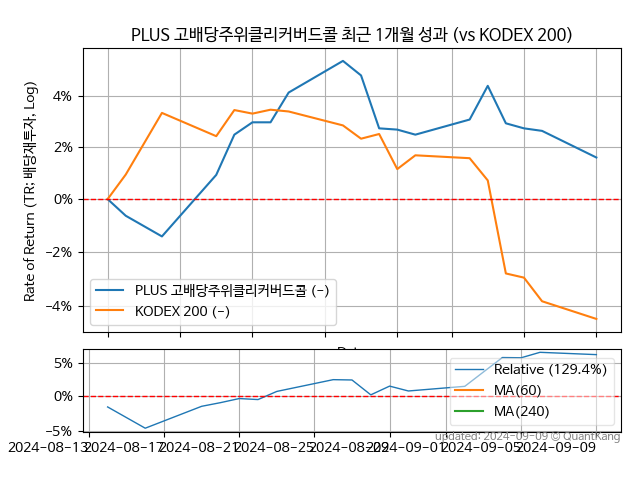 PLUS 고배당주위클리커버드콜 최근 1개월 성과 (vs KODEX 200)
Rate of Return (TR: 배당재투자, Log)
4%
2%
0%
−2%
−4%
PLUS 고배당주위클리커버드콜 (-)
KODEX 200 (-)
5%
0%
−5%
Relative (129.4%)
MA(60)
MA(240)
updated: 2024-09-09 © QuantKang
2024-08-13
2024-08-17
2024-08-21
2024-08-25
2024-08-29
2024-09-01
2024-09-05
2024-09-09